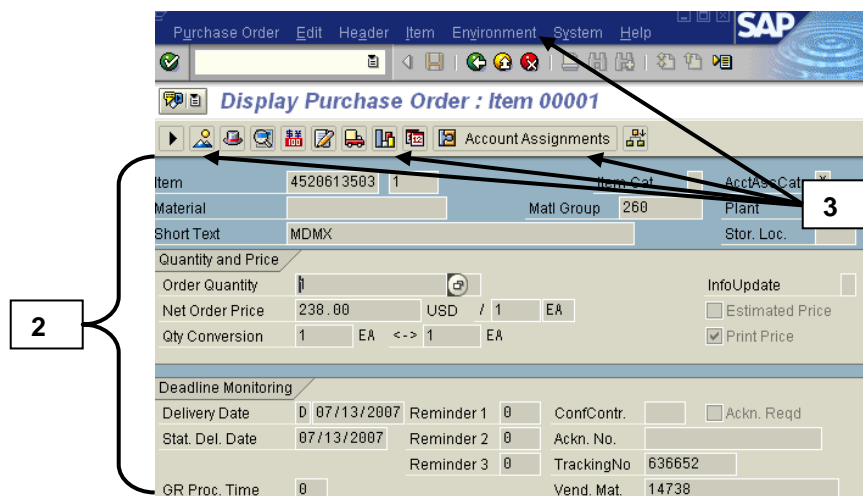 Purchase Order Edit Header Item Environment System Help
SAP
Display Purchase Order : Item 00001
Account Assignments
Item 4520613503 1 Item Cat AcctAssCat X
Material Matl Group 260 Plant
Short Text MDMX Stor. Loc.
3
Quantity and Price
Order Quantity 1 InfoUpdate
Net Order Price 238.00 USD / 1 EA Estimated Price
Qty Conversion 1 EA <-> 1 EA Print Price
2
Deadline Monitoring
Delivery Date D 07/13/2007 Reminder 1 0 ConfContr. Ackn. Reqd
Stat. Del. Date 07/13/2007 Reminder 2 0 Ackn. No.
Reminder 3 0 TrackingNo 636652
GR Proc. Time 0 Vend. Mat. 14738